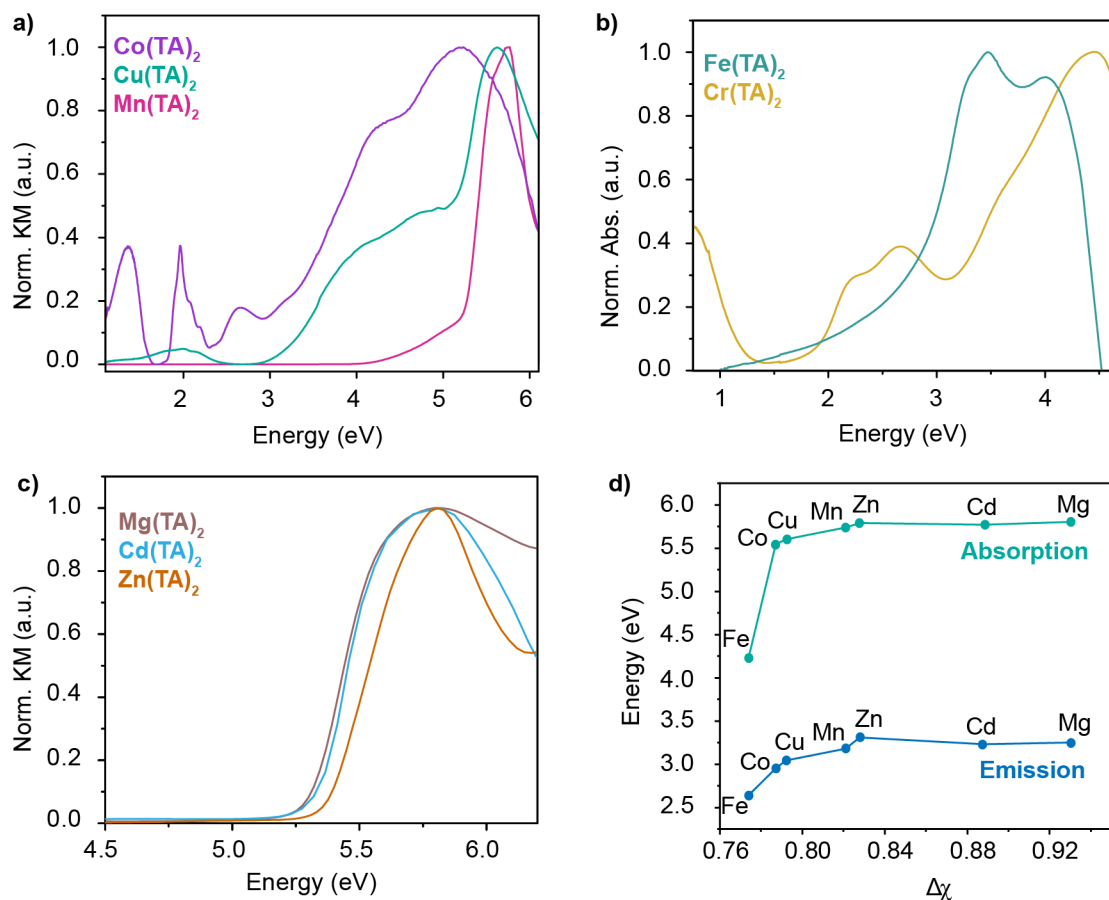 a)
Co(TA)₂
Cu(TA)₂
Mn(TA)₂
Norm. KM (a.u.)
1.0
0.8
0.6
0.4
0.2
0.0
2 3 4 5 6
Energy (eV)
b)
Fe(TA)₂
Cr(TA)₂
Norm. Abs. (a.u.)
1.0
0.8
0.6
0.4
0.2
0.0
1 2 3 4
Energy (eV)
c)
Mg(TA)₂
Cd(TA)₂
Zn(TA)₂
Norm. KM (a.u.)
1.0
0.8
0.6
0.4
0.2
0.0
4.5 5.0 5.5 6.0
Energy (eV)
d)
Energy (eV)
6.0
5.5
5.0
4.5
4.0
3.5
3.0
2.5
Fe Co Cu Mn Zn Cd Mg
Absorption
Fe Co Cu Mn Zn Cd Mg
Emission
0.76 0.80 0.84 0.88 0.92
Δχ